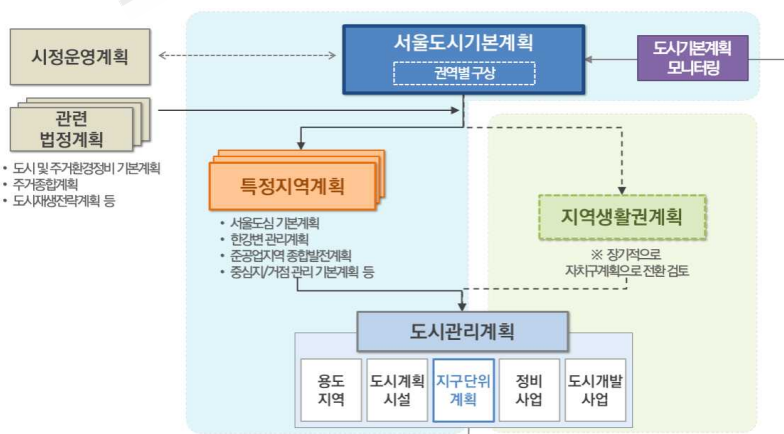 서울도시기본계획
권역별 구상
시정운영계획
도시기본계획
모니터링
관련
법정계획
• 도시 및 주거환경정비 기본계획
• 주거종합계획
• 도시재생전략계획 등
특정지역계획
• 서울도심 기본계획
• 한강변 관리계획
• 준공업지역 종합발전계획
• 중심지/거점 관리 기본계획 등
지역생활권계획
※ 장기적으로
자치구계획으로 전환 검토
도시관리계획
용도
지역
도시계획
시설
지구단위
계획
정비
사업
도시개발
사업